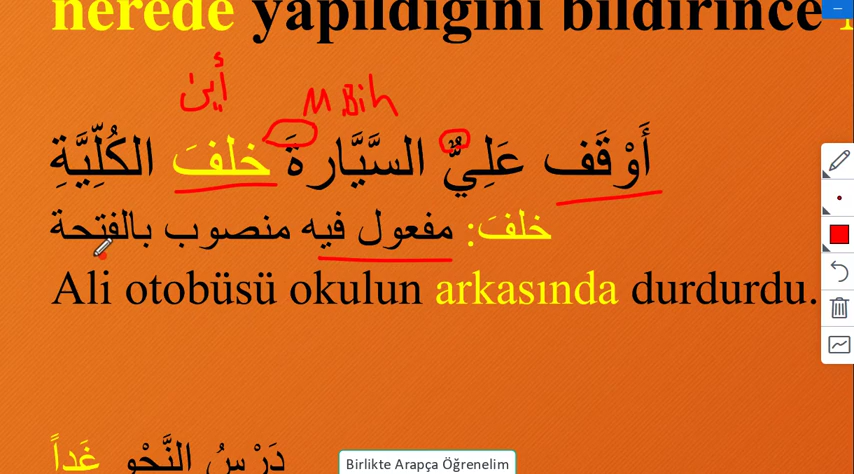 nerede yapıldığını bildirince
أين M.Bih
أَوْقَف عَلِيٌّ السَّيَّارةَ خلفَ الكُلِّيَّةِ
خلفَ: مفعول فيه منصوب بالفتحة
Ali otobüsü okulun arkasında durdurdu.
دَرْسُ النَّحْوِ غَداً
Birlikte Arapça Öğrenelim